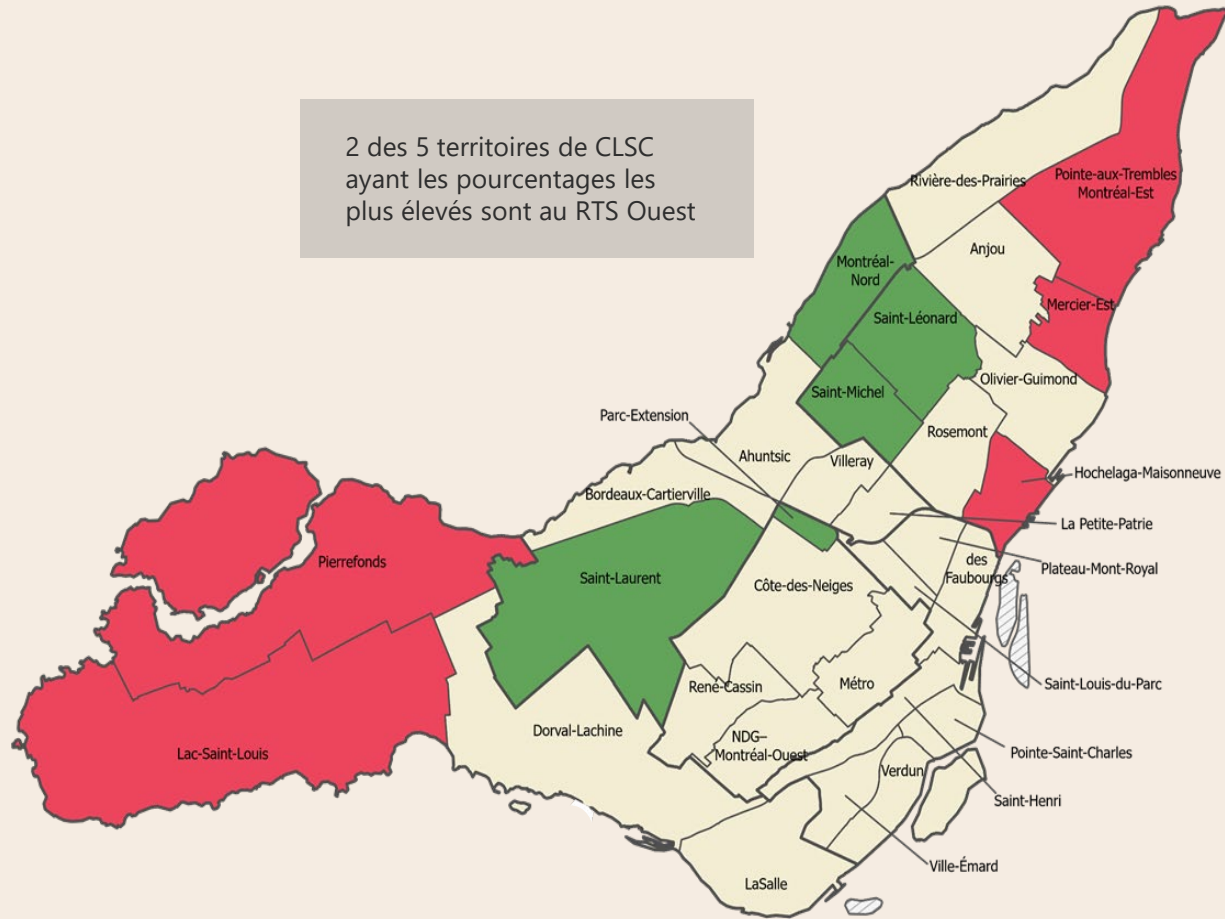 2 des 5 territoires de CLSC
ayant les pourcentages les
plus élevés sont au RTS Ouest
Rivière-des-Prairies
Pointe-aux-Trembles
Montréal-Est
Anjou
Montréal-
Nord
Mercier-Est
Saint-Léonard
Olivier-Guimond
Saint-Michel
Parc-Extension
Rosemont
Ahuntsic
Villeray
Hochelaga-Maisonneuve
Bordeaux-Cartierville
La Petite-Patrie
Pierrefonds
des
Faubourgs
Plateau-Mont-Royal
Saint-Laurent
Côte-des-Neiges
Saint-Louis-du-Parc
René-Cassin
Métro
Dorval-Lachine
NDG–
Montréal-Ouest
Lac-Saint-Louis
Pointe-Saint-Charles
Verdun
Saint-Henri
Ville-Émard
LaSalle